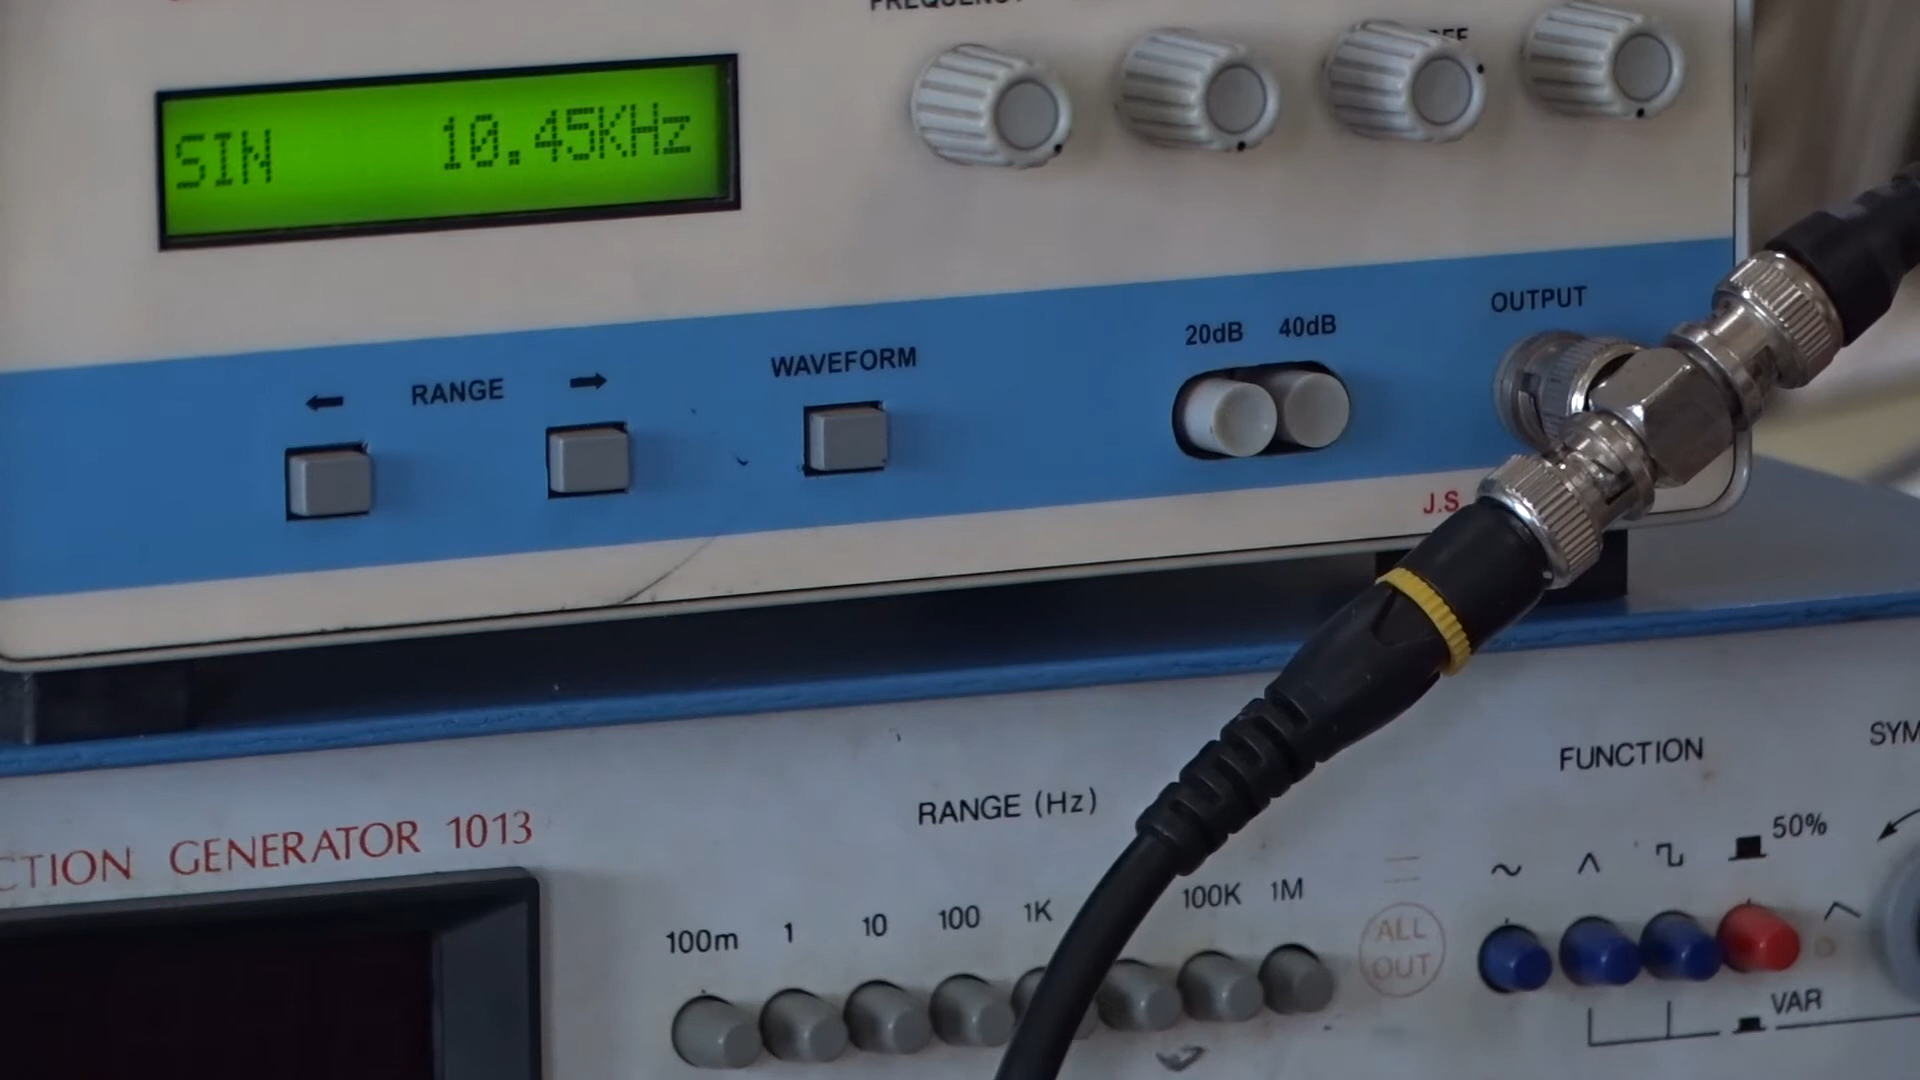 FREQUENCY
SIN 10.45KHz
OUTPUT
20dB 40dB
WAVEFORM
RANGE
J.S
FUNCTION
RANGE (Hz)
CTION GENERATOR 1013
50%
100m 1 10 100 1K 100K 1M
ALL
OUT
VAR